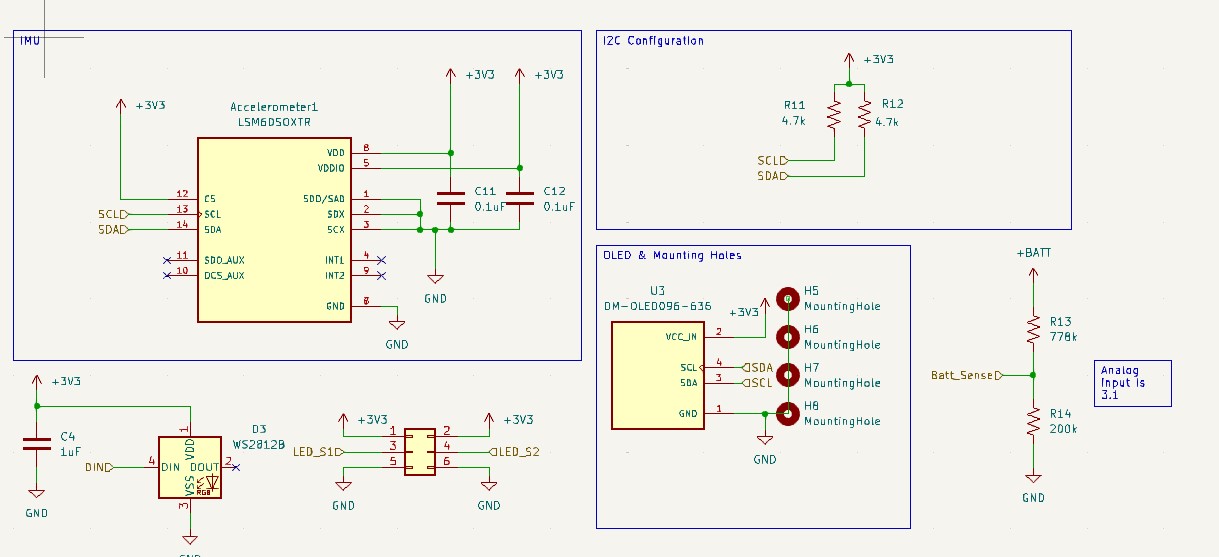 IMU
+3V3
+3V3
+3V3
Accelerometer1
LSM6DSOXTR
VDD 8
VDDIO 5
12 CS
SCL 13 SCL
SDA 14 SDA
SDO/SA0 1
SDX 2
SCX 3
11 SDO_AUX
10 OCS_AUX
INT1 4
INT2 9
GND
C11
0.1uF
C12
0.1uF
GND
GND
I2C Configuration
+3V3
R11
4.7k
R12
4.7k
SCL
SDA
OLED & Mounting Holes
U3
DM-OLED096-636
+3V3
VCC_IN 2
SCL 4 SDA
SDA 3 SCL
GND 1
GND
H5
MountingHole
H6
MountingHole
H7
MountingHole
H8
MountingHole
+BATT
R13
778k
Batt_Sense
R14
200k
GND
Analog
input is
3.1
+3V3
C4
1uF
GND
D3
WS2812B
1
VDD
DIN 4 DIN
DOUT 2
VSS
RGB
3
GND
+3V3
+3V3
1 2
LED_S1 3 4 LED_S2
5 6
GND
GND